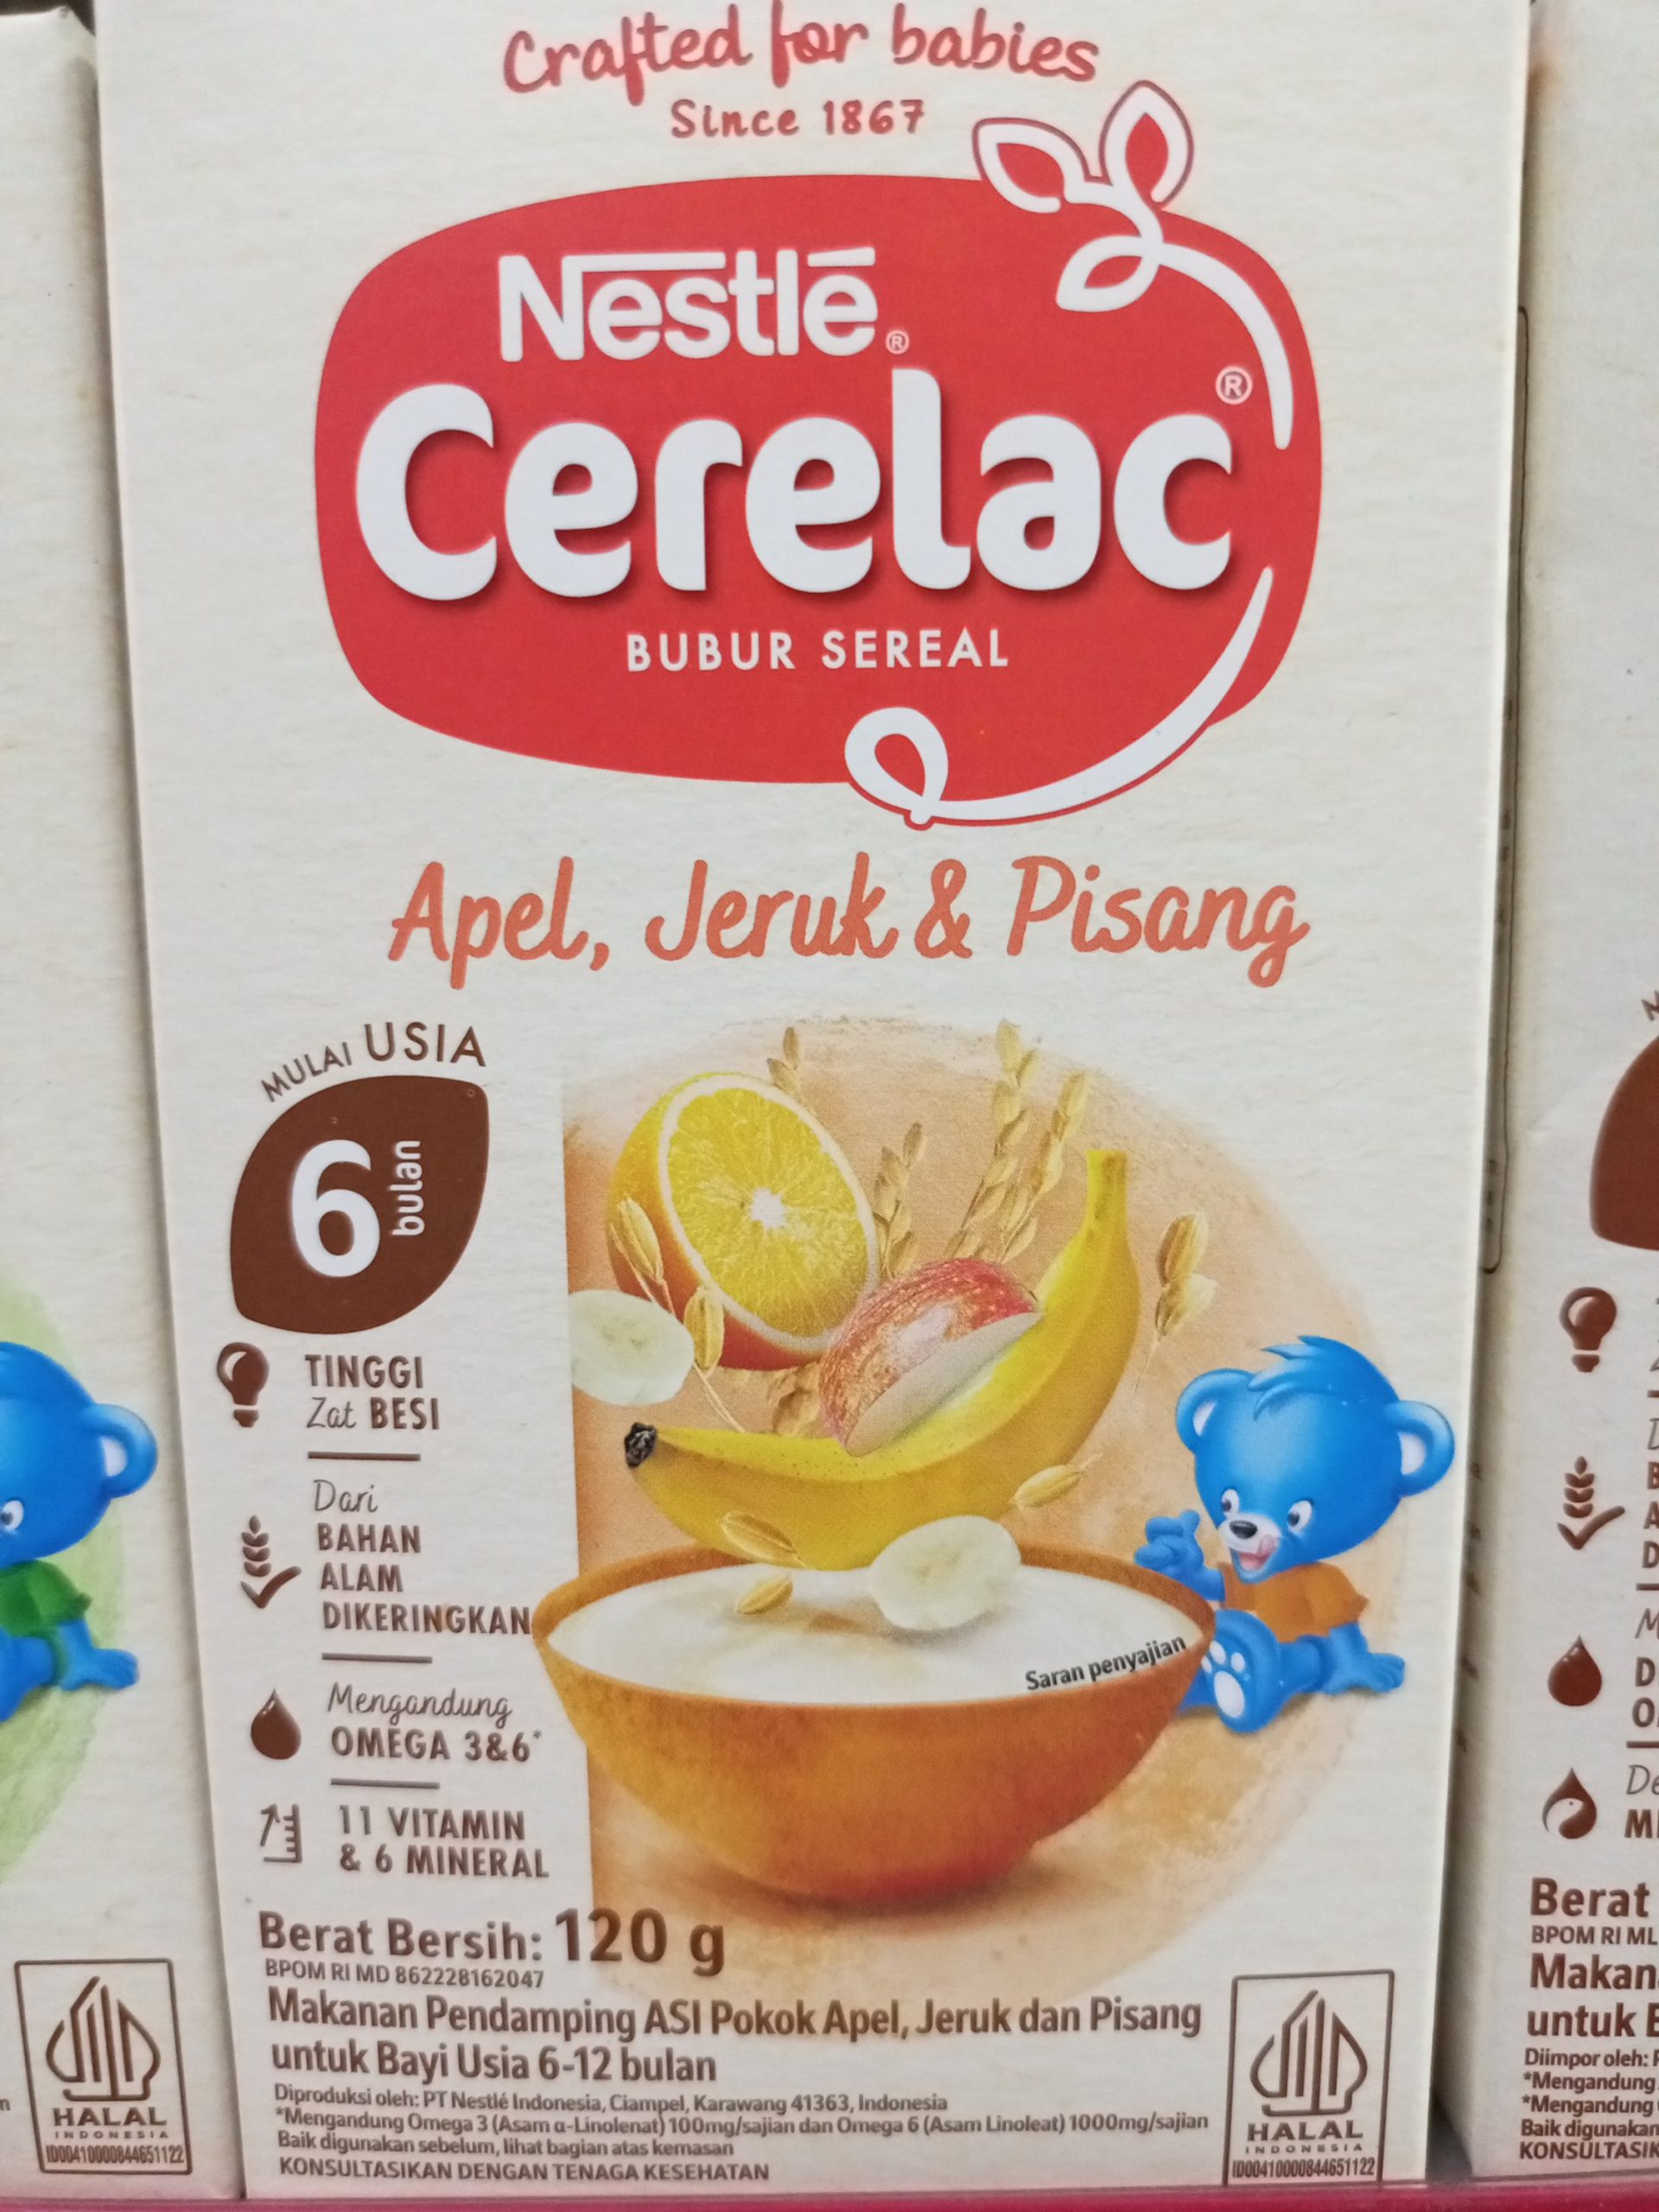 Crafted for babies
Since 1867
Nestlé®
Cerelac®
BUBUR SEREAL
Apel, Jeruk & Pisang
MULAI USIA
6 bulan
TINGGI
Zat BESI
Dari
BAHAN
ALAM
DIKERINGKAN
Mengandung
OMEGA 3&6*
11 VITAMIN
& 6 MINERAL
Saran penyajian
Berat Bersih: 120 g
BPOM RI MD 862228162047
Makanan Pendamping ASI Pokok Apel, Jeruk dan Pisang
untuk Bayi Usia 6-12 bulan
Diproduksi oleh: PT Nestlé Indonesia, Ciampel, Karawang 41363, Indonesia
*Mengandung Omega 3 (Asam α-Linolenat) 100mg/sajian dan Omega 6 (Asam Linoleat) 1000mg/sajian
Baik digunakan sebelum, lihat bagian atas kemasan
KONSULTASIKAN DENGAN TENAGA KESEHATAN
HALAL
INDONESIA
ID00410000844651122
HALAL
INDONESIA
ID00410000844651122
Berat
BPOM RI ML
untuk
Diimpor oleh:
*Mengandung
*Mengandung
Baik digunakan